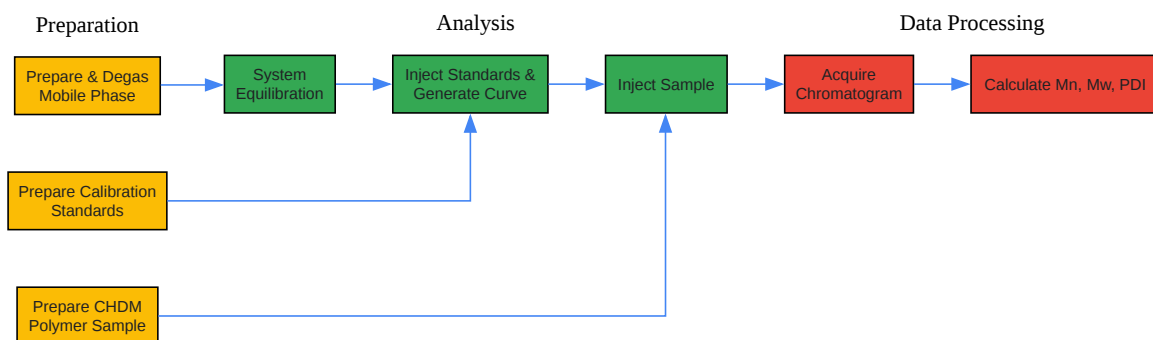 Preparation
Analysis
Data Processing
Prepare & Degas
Mobile Phase
System
Equilibration
Inject Standards &
Generate Curve
Inject Sample
Acquire
Chromatogram
Calculate Mn, Mw, PDI
Prepare Calibration
Standards
Prepare CHDM
Polymer Sample